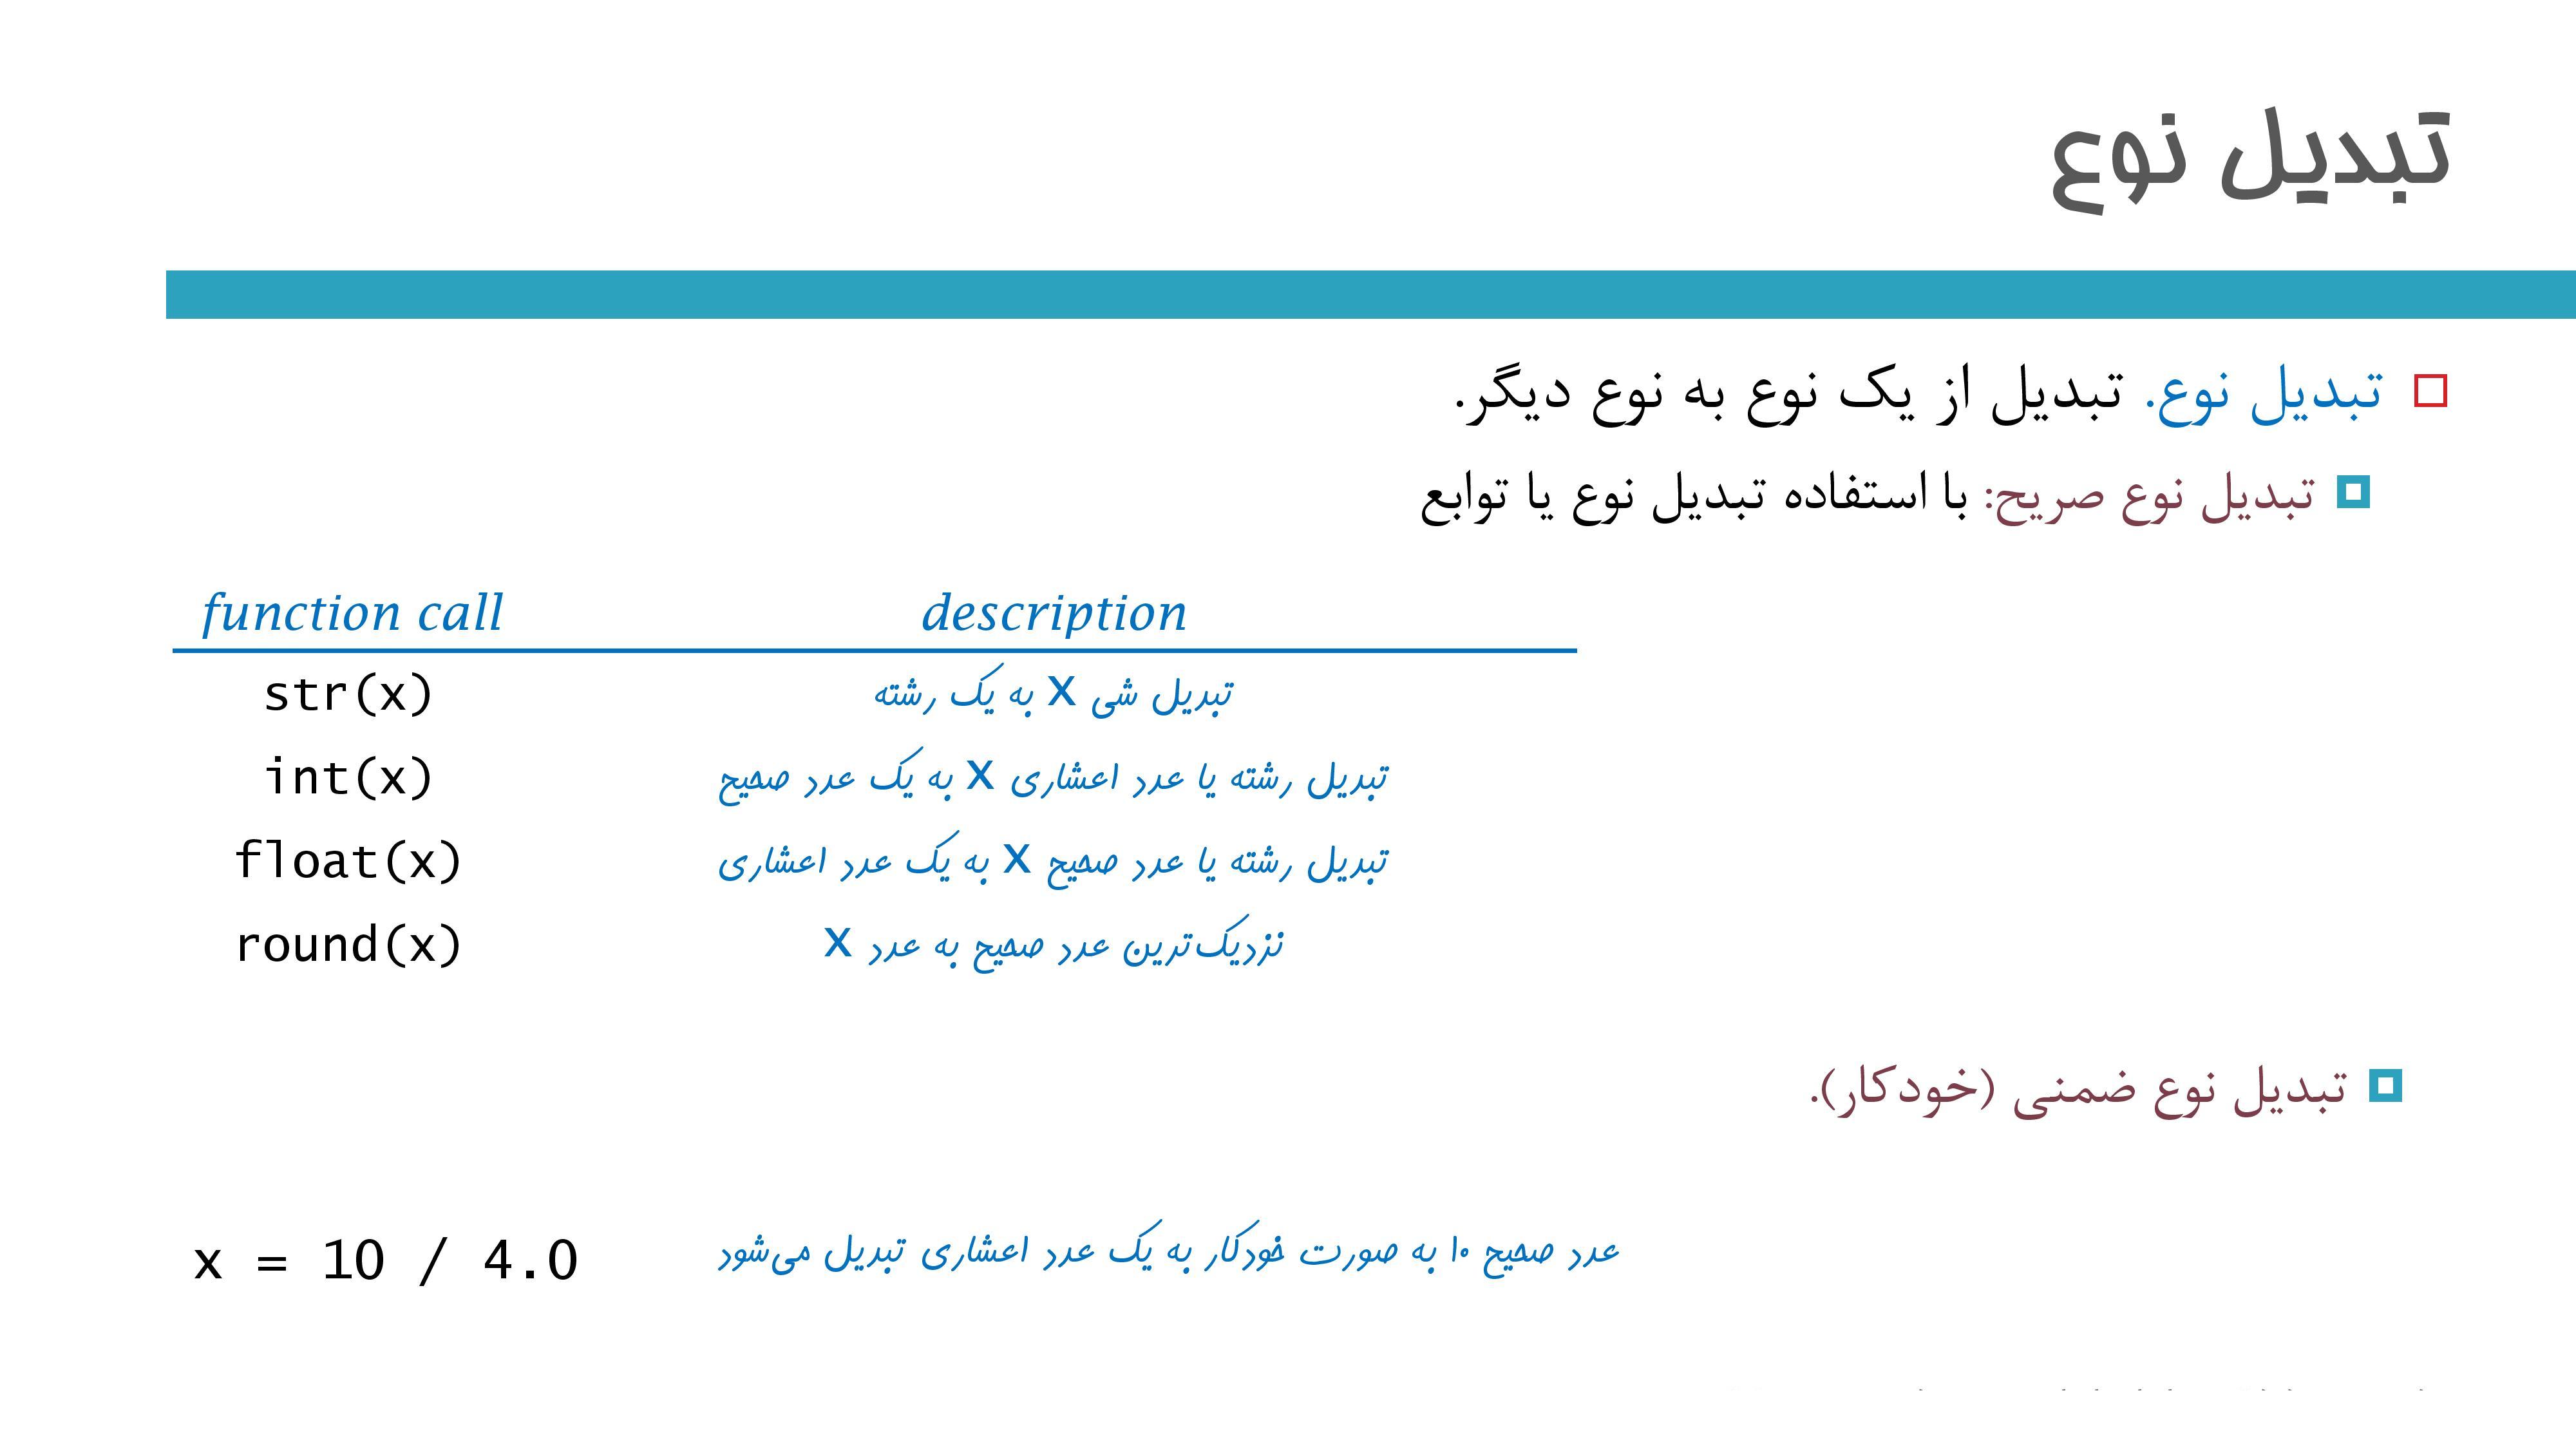 تبدیل نوع
تبدیل نوع. تبدیل از یک نوع به نوع دیگر.
تبدیل نوع صریح: با استفاده تبدیل نوع یا توابع
function call description
str(x) تبدیل شی x به یک رشته
int(x) تبدیل رشته یا عدد اعشاری x به یک عدد صحیح
float(x) تبدیل رشته یا عدد صحیح x به یک عدد اعشاری
round(x) نزدیک‌ترین عدد صحیح به عدد x
تبدیل نوع ضمنی (خودکار).
x = 10 / 4.0 عدد صحیح ۱۰ به صورت خودکار به یک عدد اعشاری تبدیل می‌شود